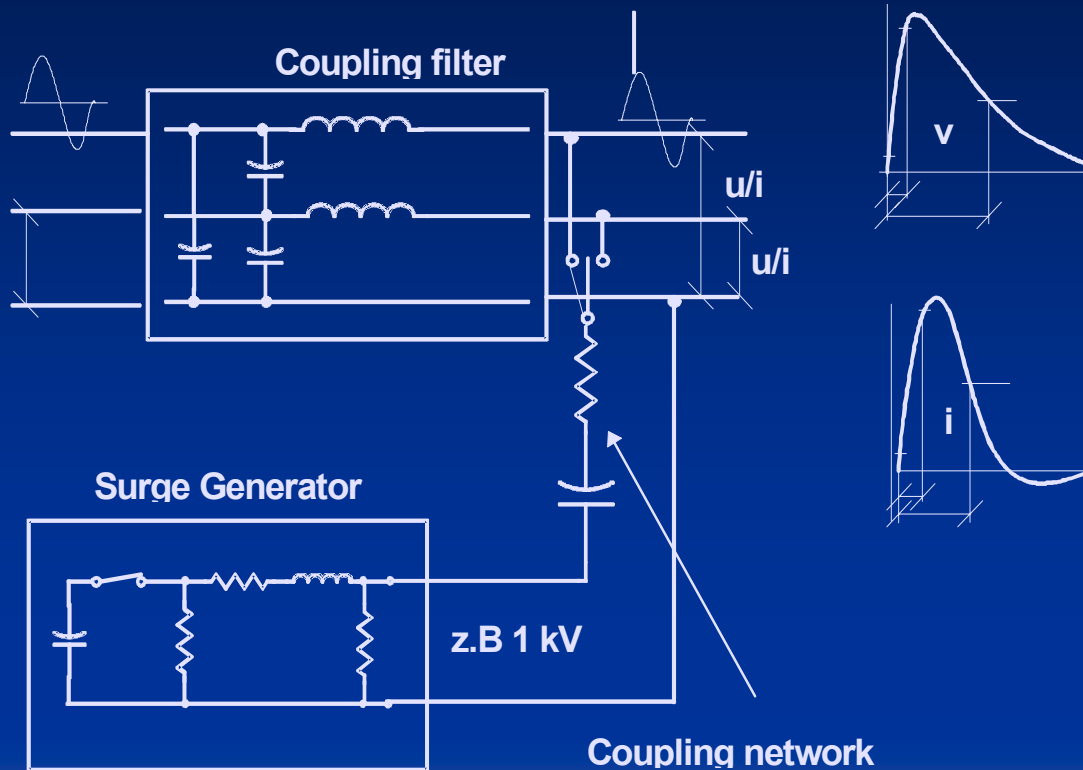 Coupling filter
v
u/i
u/i
i
Surge Generator
z.B 1 kV
Coupling network